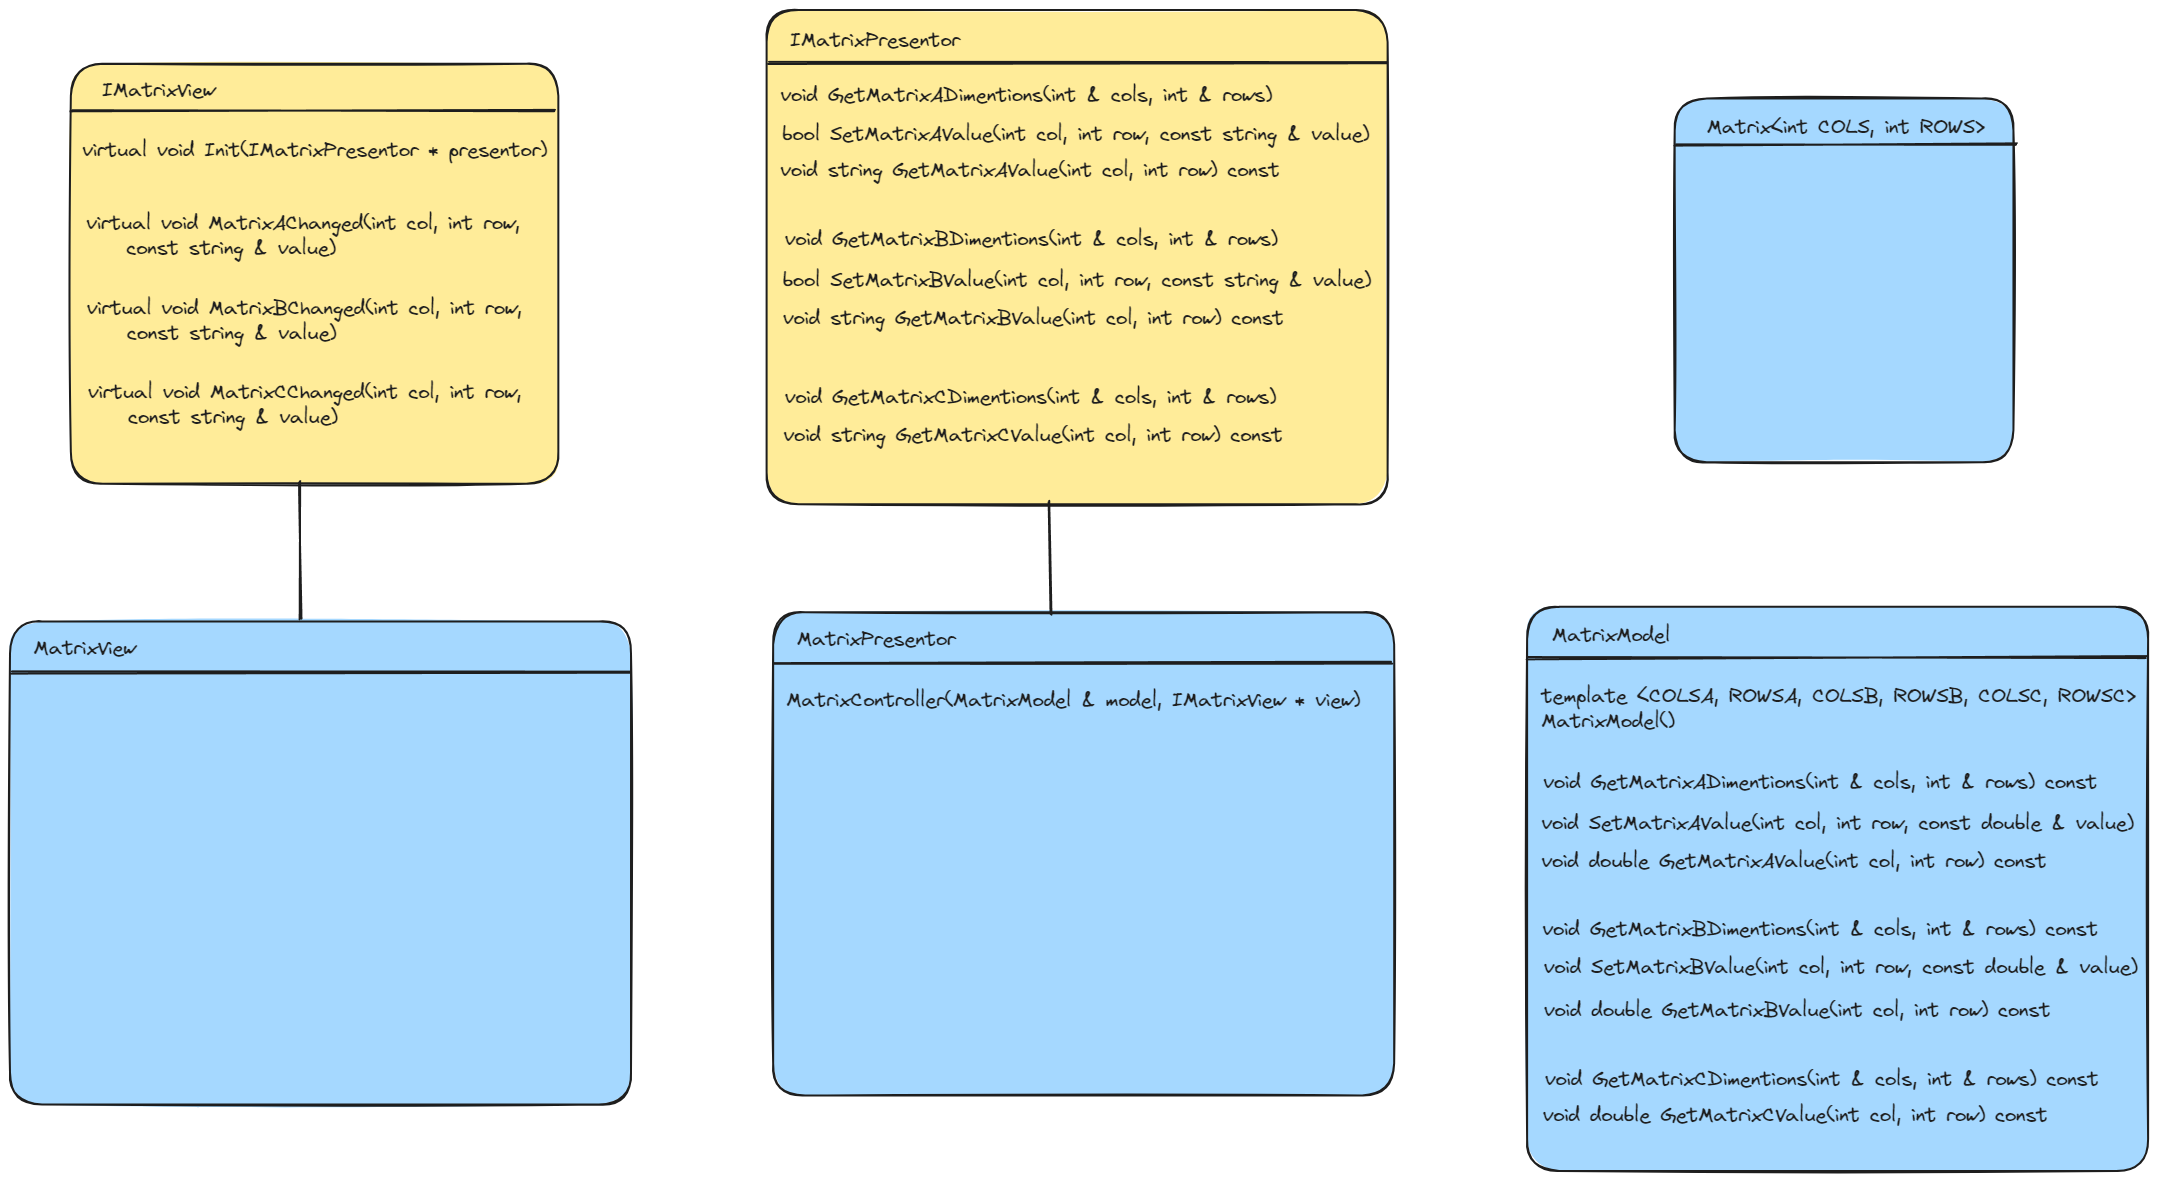 IMatrixView
virtual void Init(IMatrixPresentor * presentor)
virtual void MatrixAChanged(int col, int row,
const string & value)
virtual void MatrixBChanged(int col, int row,
const string & value)
virtual void MatrixCChanged(int col, int row,
const string & value)
IMatrixPresentor
void GetMatrixADimentions(int & cols, int & rows)
bool SetMatrixAValue(int col, int row, const string & value)
void string GetMatrixAValue(int col, int row) const
void GetMatrixBDimentions(int & cols, int & rows)
bool SetMatrixBValue(int col, int row, const string & value)
void string GetMatrixBValue(int col, int row) const
void GetMatrixCDimentions(int & cols, int & rows)
void string GetMatrixCValue(int col, int row) const
Matrix<int COLS, int ROWS>
MatrixView
MatrixPresentor
MatrixController(MatrixModel & model, IMatrixView * view)
MatrixModel
template <COLSA, ROWSA, COLSB, ROWSB, COLSC, ROWSC>
MatrixModel()
void GetMatrixADimentions(int & cols, int & rows) const
void SetMatrixAValue(int col, int row, const double & value)
void double GetMatrixAValue(int col, int row) const
void GetMatrixBDimentions(int & cols, int & rows) const
void SetMatrixBValue(int col, int row, const double & value)
void double GetMatrixBValue(int col, int row) const
void GetMatrixCDimentions(int & cols, int & rows) const
void double GetMatrixCValue(int col, int row) const